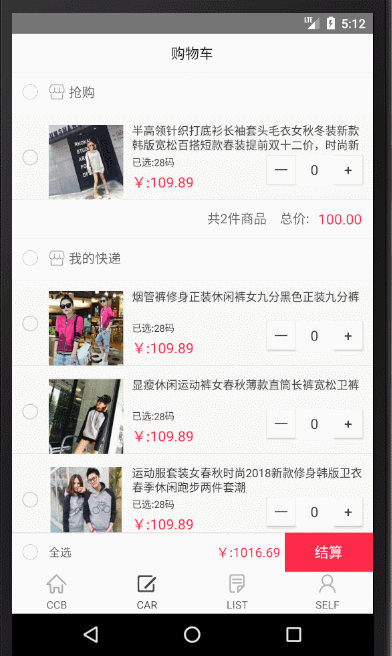 LTE 5:12
购物车
抢购
半高领针织打底衫长袖套头毛衣女秋冬装新款
韩版宽松百搭短款春装提前双十二价，时尚新
已选:28码
￥:109.89
— 0 +
共2件商品 总价: 100.00
我的快递
烟管裤修身正装休闲裤女九分黑色正装九分裤
已选:28码
￥:109.89
— 0 +
显瘦休闲运动裤女春秋薄款直筒长裤宽松卫裤
已选:28码
￥:109.89
— 0 +
运动服套装女春秋时尚2018新款修身韩版卫衣
春季休闲跑步两件套潮
已选:28码
￥:109.89
— 0 +
全选 ￥:1016.69 结算
CCB CAR LIST SELF